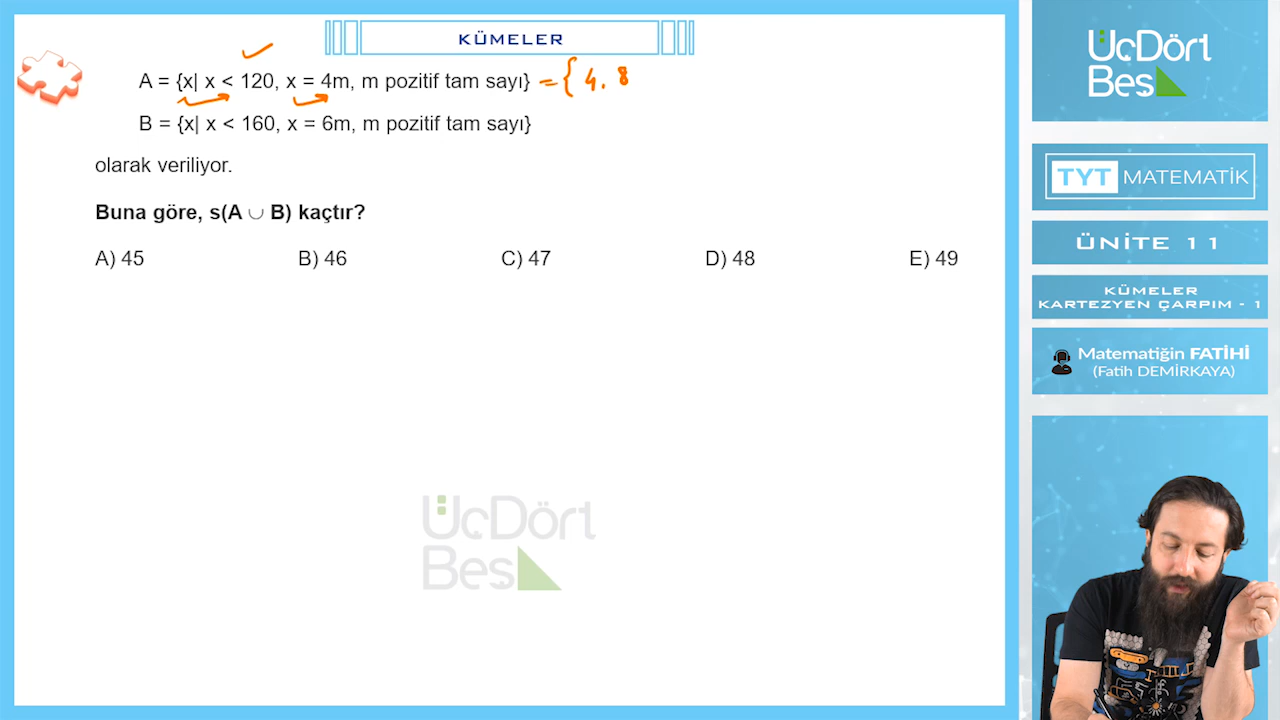 KÜMELER
A = {x| x < 120, x = 4m, m pozitif tam sayı} = { 4, 8
B = {x| x < 160, x = 6m, m pozitif tam sayı}
olarak veriliyor.
Buna göre, s(A ∪ B) kaçtır?
A) 45 B) 46 C) 47 D) 48 E) 49
ÜçDört
Beş
ÜçDört
Beş
TYT MATEMATİK
ÜNİTE 11
KÜMELER
KARTEZYEN ÇARPIM - 1
Matematiğin FATİHİ
(Fatih DEMİRKAYA)